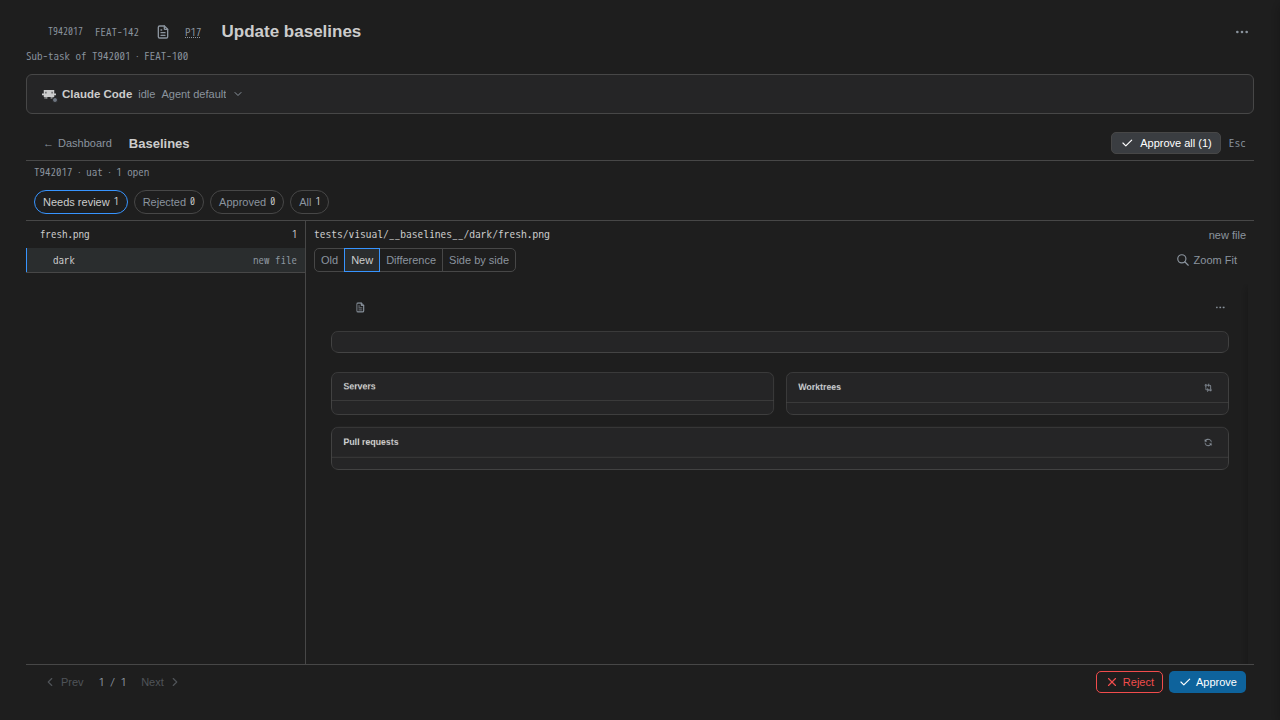 T942017 FEAT-142 P17 Update baselines
Sub-task of T942001 · FEAT-100
Claude Code idle Agent default
← Dashboard Baselines Approve all (1) Esc
T942017 · uat · 1 open
Needs review 1 Rejected 0 Approved 0 All 1
fresh.png 1
dark new file
tests/visual/__baselines__/dark/fresh.png new file
Old New Difference Side by side Zoom Fit
Servers Worktrees
Pull requests
Prev 1 / 1 Next Reject Approve